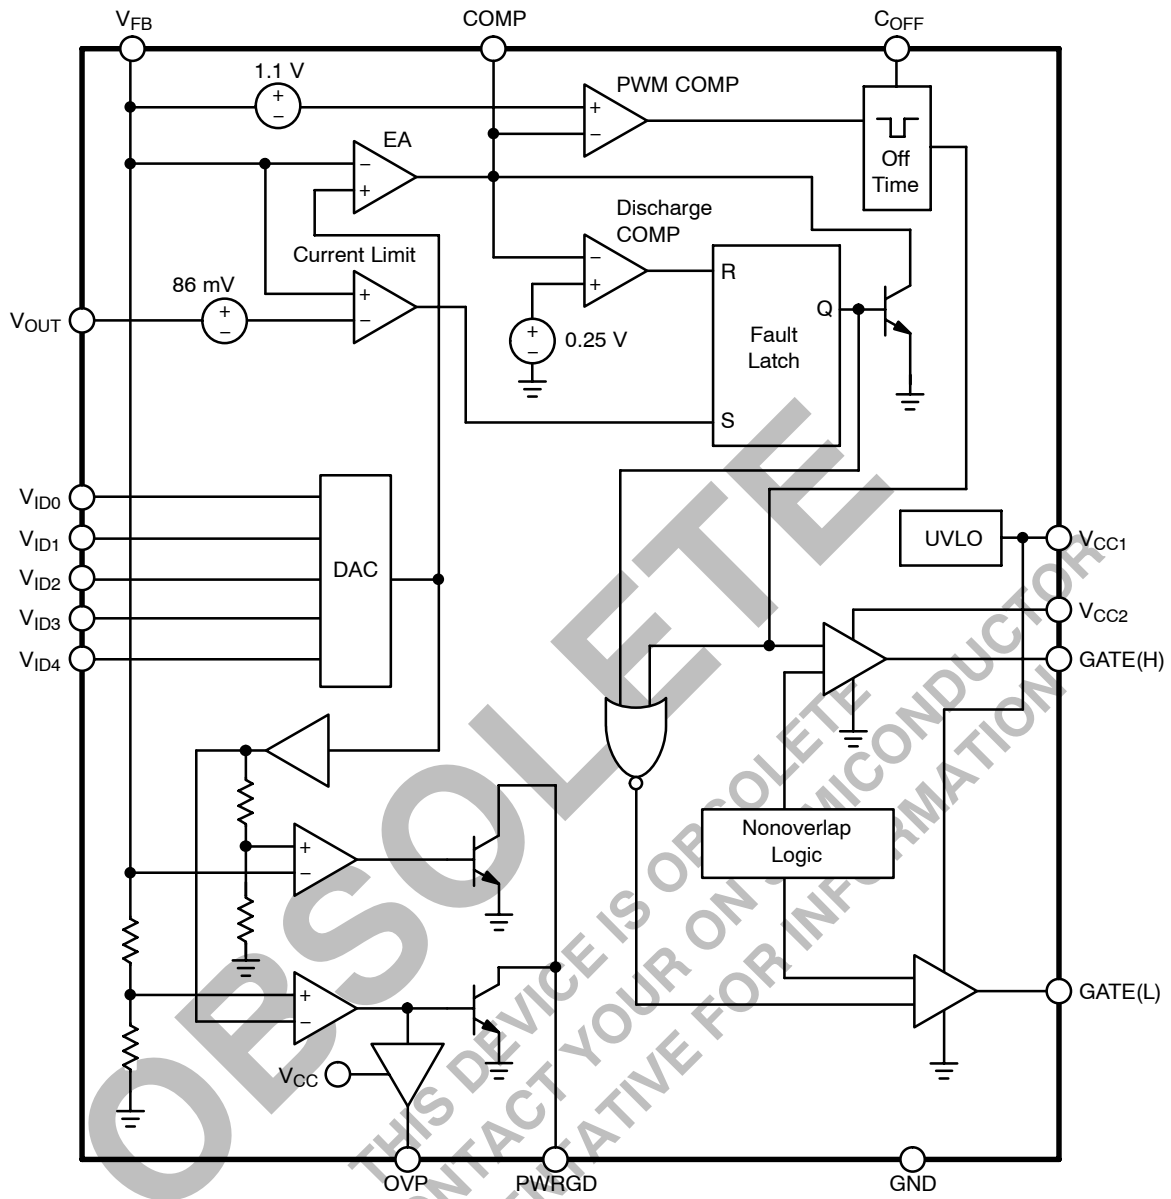 VFB
COMP
COFF
1.1 V
+
−
PWM COMP
+
−
EA
−
+
Off
Time
Discharge
COMP
−
+
Current Limit
+
−
86 mV
+
−
VOUT
+
−
0.25 V
R
Q
Fault
Latch
S
VID0
VID1
VID2
VID3
VID4
DAC
UVLO
VCC1
VCC2
GATE(H)
Nonoverlap
Logic
+
−
+
−
GATE(L)
VCC
OVP
PWRGD
GND
OBSOLETE
THIS DEVICE IS OBSOLETE
CONTACT YOUR ON SEMICONDUCTOR
ENTATIVE FOR INFORMATION